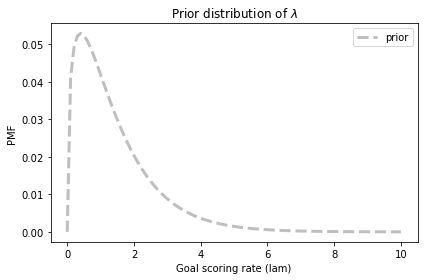 Prior distribution of λ
prior
PMF
0.05
0.04
0.03
0.02
0.01
0.00
0 2 4 6 8 10
Goal scoring rate (lam)